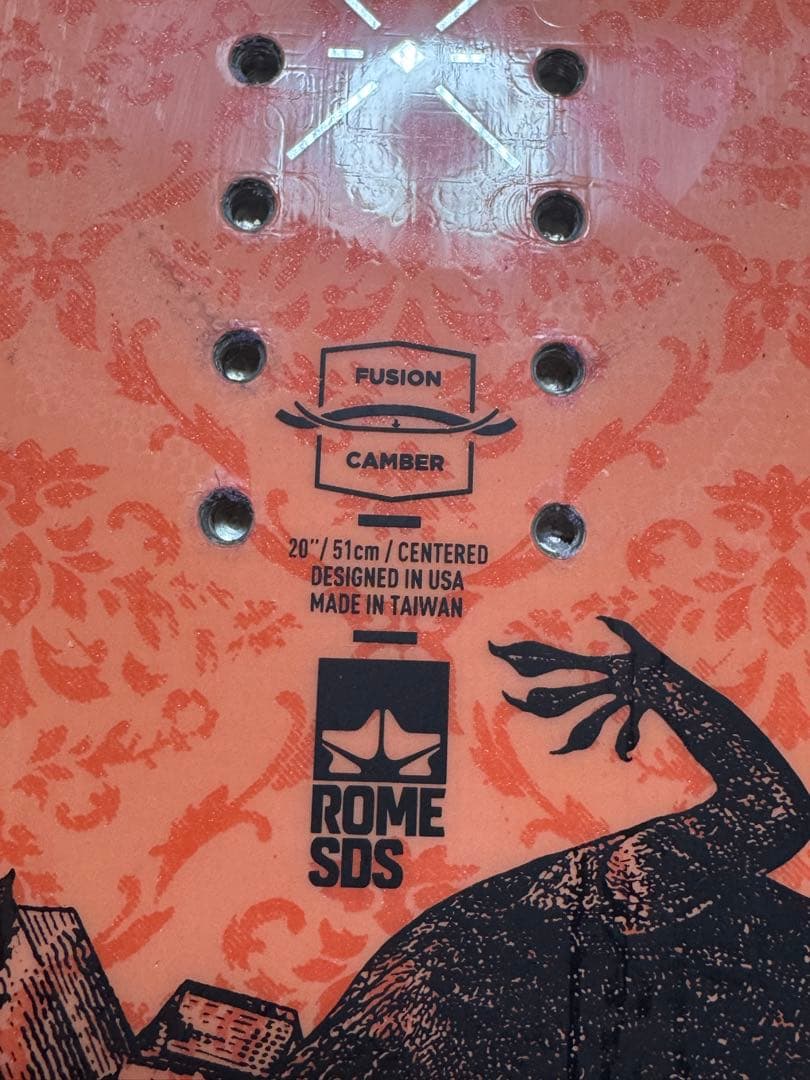 FUSION
CAMBER
20"/ 51cm / CENTERED
DESIGNED IN USA
MADE IN TAIWAN
ROME
SDS